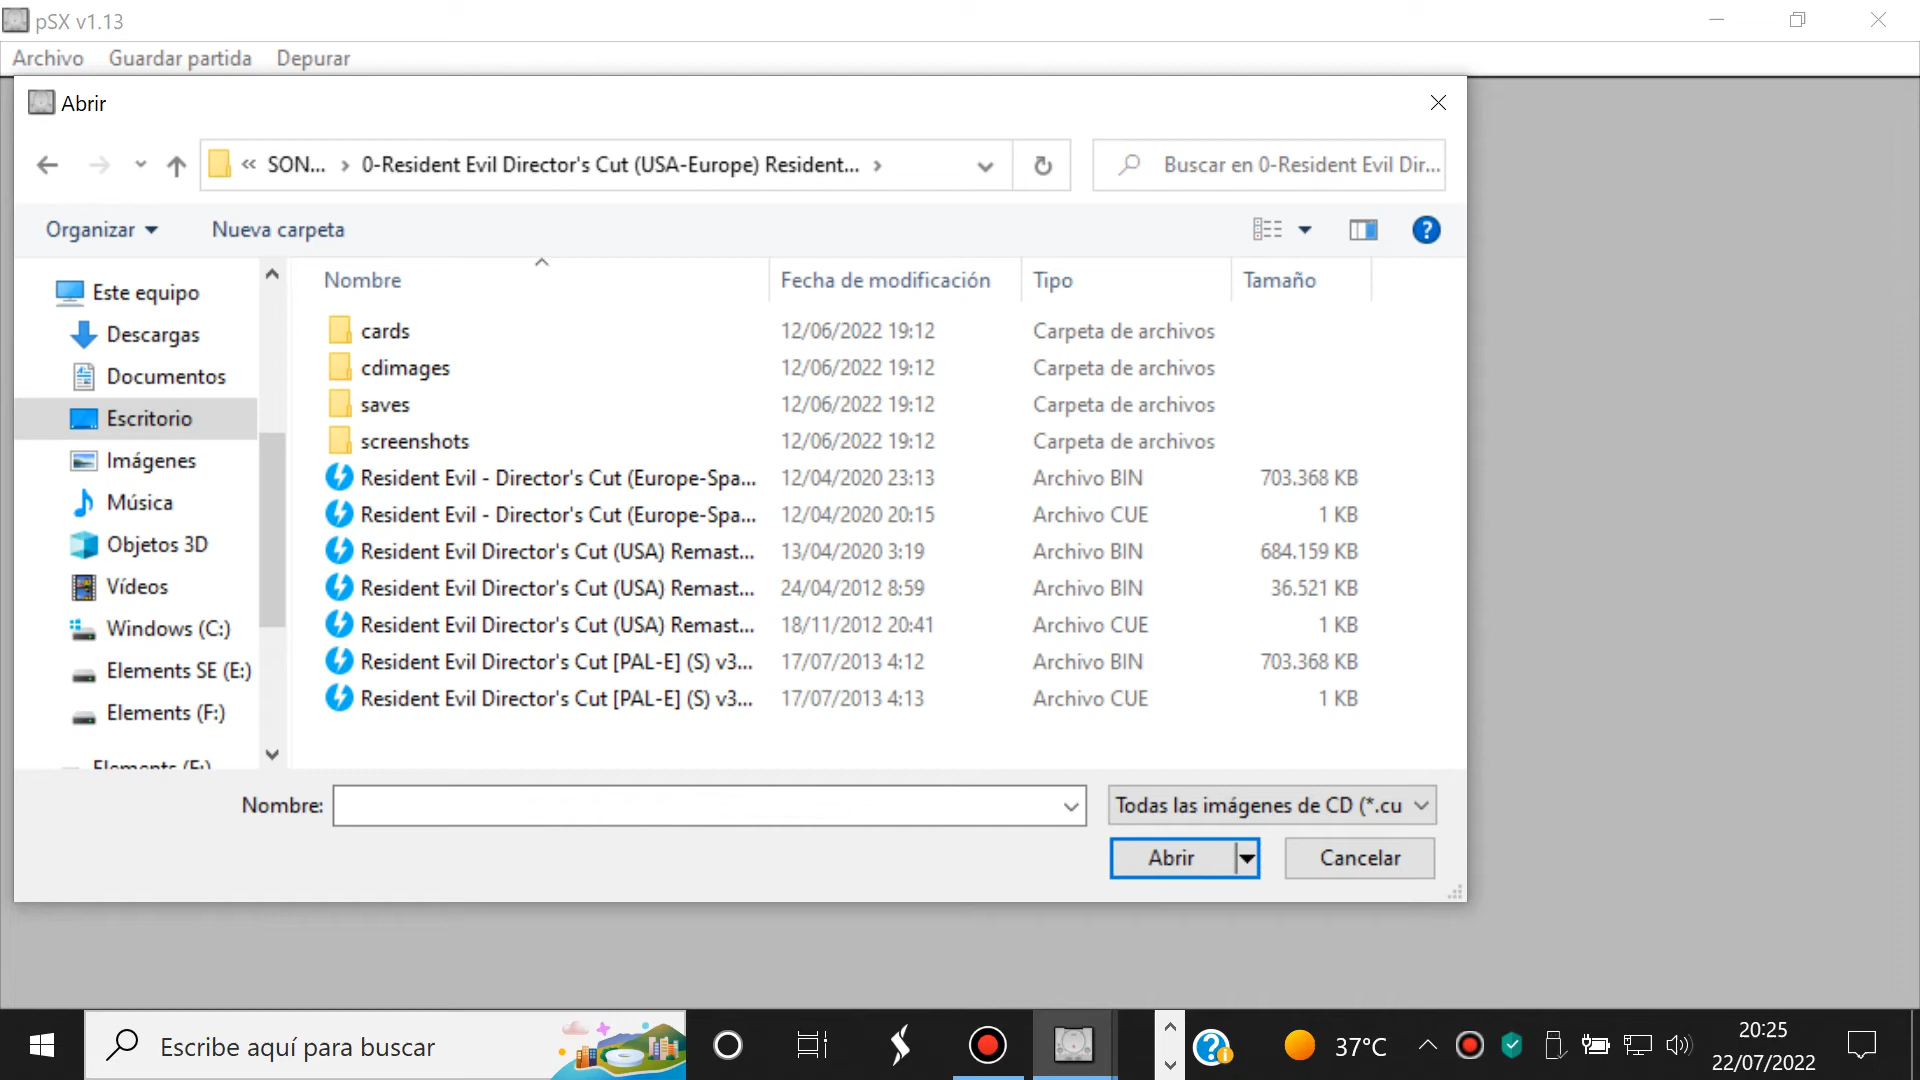 pSX v1.13
Archivo Guardar partida Depurar
Abrir
« SON... › 0-Resident Evil Director's Cut (USA-Europe) Resident... ›
Buscar en 0-Resident Evil Dir...
Organizar Nueva carpeta
Nombre Fecha de modificación Tipo Tamaño
Este equipo
Descargas
Documentos
Escritorio
Imágenes
Música
Objetos 3D
Vídeos
Windows (C:)
Elements SE (E:)
Elements (F:)
Elements (E:)
cards 12/06/2022 19:12 Carpeta de archivos
cdimages 12/06/2022 19:12 Carpeta de archivos
saves 12/06/2022 19:12 Carpeta de archivos
screenshots 12/06/2022 19:12 Carpeta de archivos
Resident Evil - Director's Cut (Europe-Spa... 12/04/2020 23:13 Archivo BIN 703.368 KB
Resident Evil - Director's Cut (Europe-Spa... 12/04/2020 20:15 Archivo CUE 1 KB
Resident Evil Director's Cut (USA) Remast... 13/04/2020 3:19 Archivo BIN 684.159 KB
Resident Evil Director's Cut (USA) Remast... 24/04/2012 8:59 Archivo BIN 36.521 KB
Resident Evil Director's Cut (USA) Remast... 18/11/2012 20:41 Archivo CUE 1 KB
Resident Evil Director's Cut [PAL-E] (S) v3... 17/07/2013 4:12 Archivo BIN 703.368 KB
Resident Evil Director's Cut [PAL-E] (S) v3... 17/07/2013 4:13 Archivo CUE 1 KB
Nombre:
Todas las imágenes de CD (*.cu
Abrir Cancelar
Escribe aquí para buscar
37°C
20:25
22/07/2022